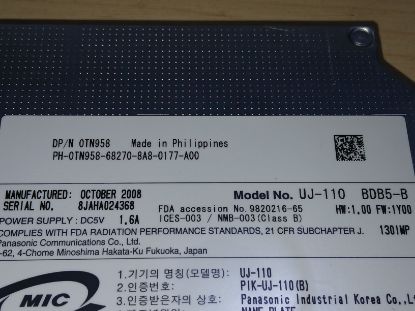 DP/N 0TN958 Made in Philippines
PH-0TN958-68270-8A8-0177-A00
MANUFACTURED: OCTOBER 2008
Model No. UJ-110 BDB5-B
SERIAL NO. 8JAHA024368
FDA accession No. 9820216-65
HW:1.00 FW:1Y00
POWER SUPPLY : DC5V 1.6A
ICES-003 / NMB-003(Class B)
COMPLIES WITH FDA RADIATION PERFORMANCE STANDARDS, 21 CFR SUBCHAPTER J.
1301MP
Panasonic Communications Co., Ltd.
-62, 4-Chome Minoshima Hakata-Ku Fukuoka, Japan
MIC
1.기기의 명칭(모델명): UJ-110
2.인증번호: PIK-UJ-110(B)
3.인증받은자의 상호: Panasonic Industrial Korea Co.,